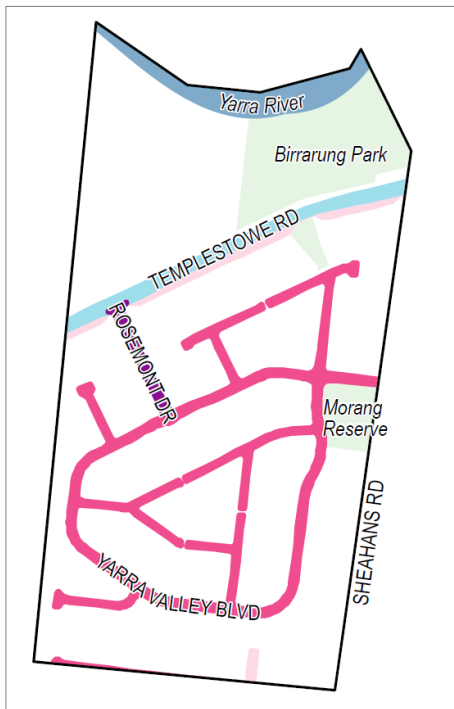 Yarra River
Birrarung Park
TEMPLESTOWE RD
ROSEMONT DR
Morang
Reserve
SHEAHANS RD
YARRA VALLEY BLVD